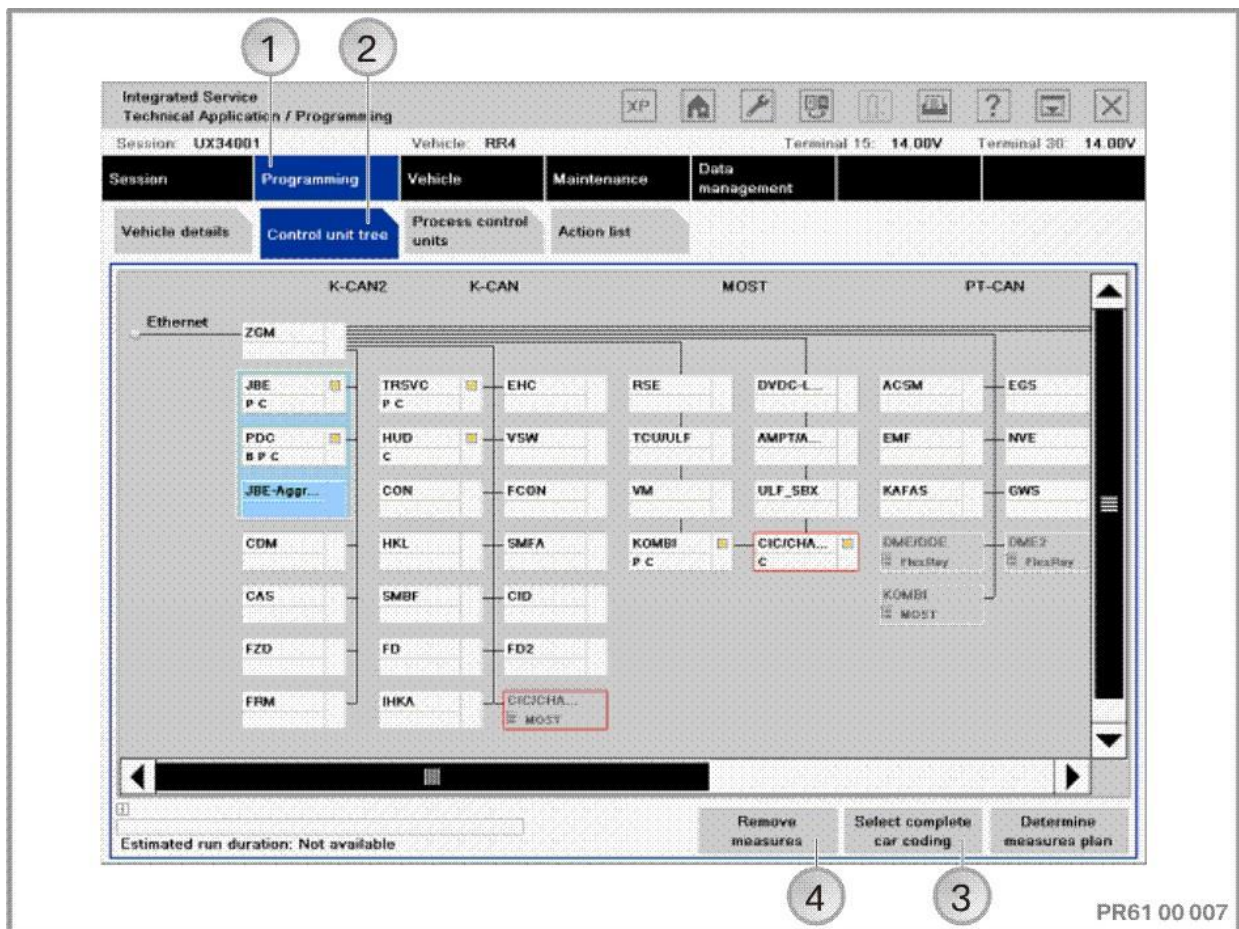 1 2
Integrated Service
Technical Application / Programming
XP ?
Session: UX34001 Vehicle: RR4 Terminal 15: 14.00V Terminal 30: 14.00V
Session Programming Vehicle Maintenance Data
management
Vehicle details Control unit tree Process control
units Action list
K-CAN2 K-CAN MOST PT-CAN
Ethernet
ZGM
JBE TRSVC EHC RSE DVDC-L... ACSM EGS
P C P C
PDC HUD VSW TCU/ULF AMPT/A... EMF NVE
B P C C
JBE-Aggr... CON FCON VM ULF_SBX KAFAS GWS
CDM HKL SMFA KOMBI CIC/CHA... DME/DDE DME2
P C C FlexRay FlexRay
CAS SMBF CID KOMBI
MOST
FZD FD FD2
FRM IHKA CIC/CHA...
MOST
Remove
measures Select complete
car coding Determine
measures plan
Estimated run duration: Not available
4 3
PR61 00 007